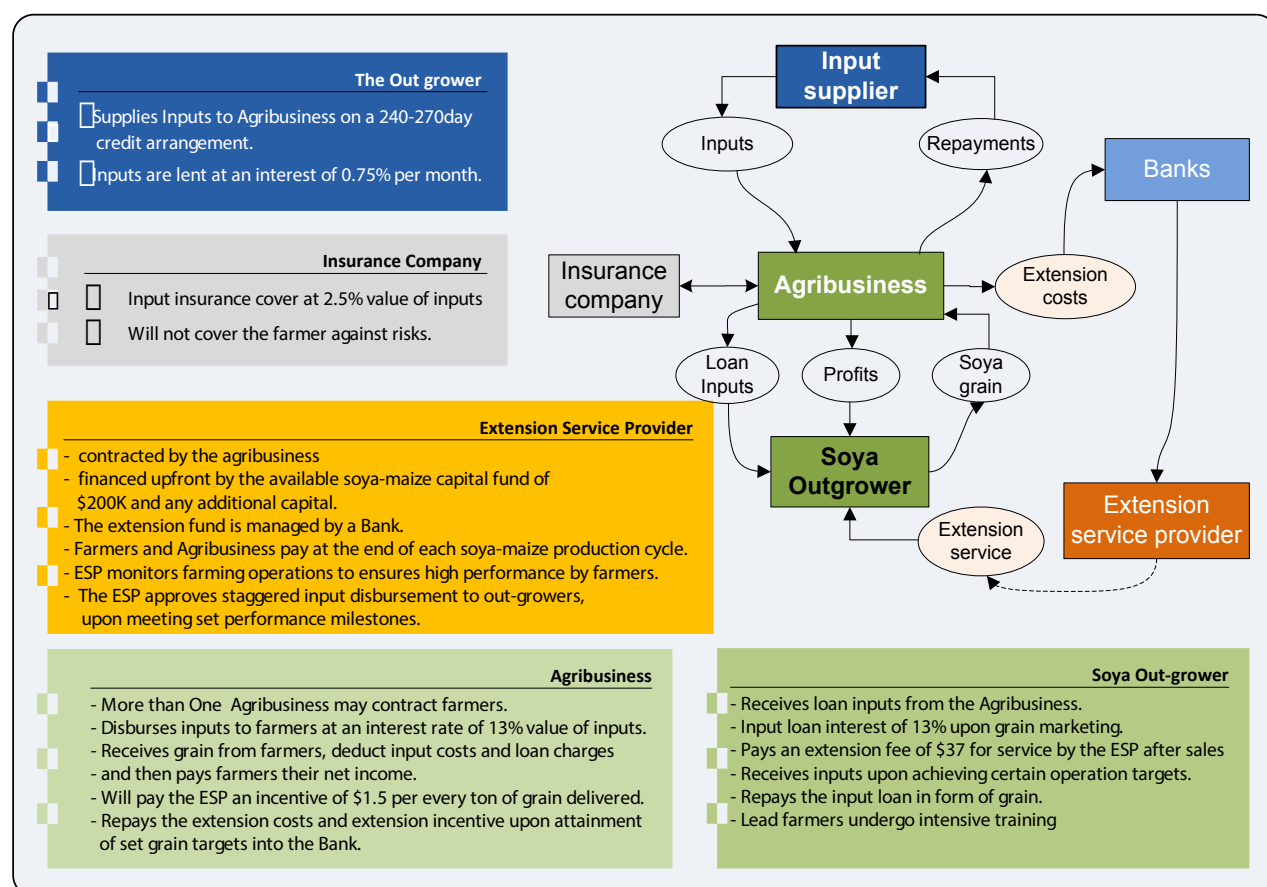 The Out grower
Supplies Inputs to Agribusiness on a 240-270day
credit arrangement.
Inputs are lent at an interest of 0.75% per month.
Insurance Company
Input insurance cover at 2.5% value of inputs
Will not cover the farmer against risks.
Extension Service Provider
- contracted by the agribusiness
- financed upfront by the available soya-maize capital fund of
$200K and any additional capital.
- The extension fund is managed by a Bank.
- Farmers and Agribusiness pay at the end of each soya-maize production cycle.
- ESP monitors farming operations to ensures high performance by farmers.
- The ESP approves staggered input disbursement to out-growers,
upon meeting set performance milestones.
Input
supplier
Inputs
Repayments
Banks
Insurance
company
Agribusiness
Extension
costs
Loan
Inputs
Profits
Soya
grain
Soya
Outgrower
Extension
service
Extension
service provider
Agribusiness
- More than One Agribusiness may contract farmers.
- Disburses inputs to farmers at an interest rate of 13% value of inputs.
- Receives grain from farmers, deduct input costs and loan charges
- and then pays farmers their net income.
- Will pay the ESP an incentive of $1.5 per every ton of grain delivered.
- Repays the extension costs and extension incentive upon attainment
of set grain targets into the Bank.
Soya Out-grower
- Receives loan inputs from the Agribusiness.
- Input loan interest of 13% upon grain marketing.
- Pays an extension fee of $37 for service by the ESP after sales
- Receives inputs upon achieving certain operation targets.
- Repays the input loan in form of grain.
- Lead farmers undergo intensive training